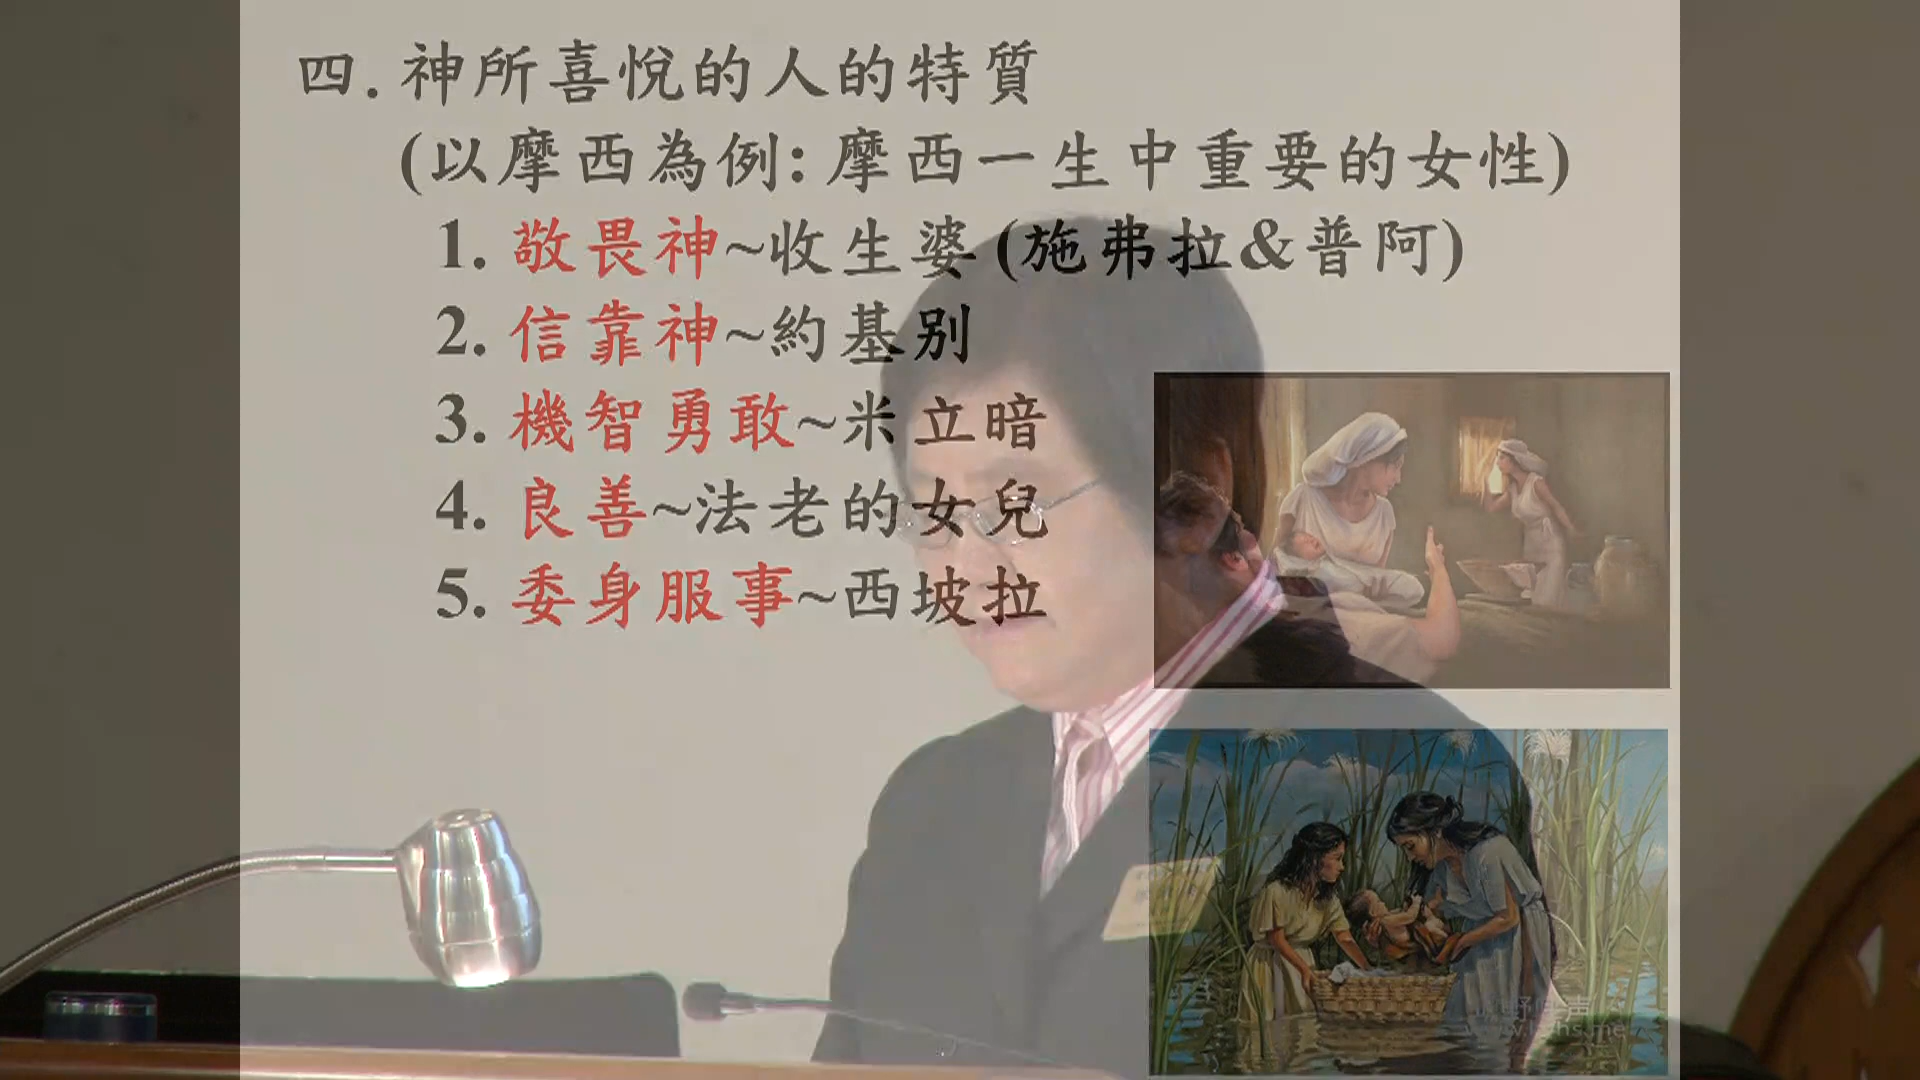 四. 神所喜悅的人的特質
(以摩西為例: 摩西一生中重要的女性)
1. 敬畏神~收生婆 (施弗拉&普阿)
2. 信靠神~約基別
3. 機智勇敢~米立暗
4. 良善~法老的女兒
5. 委身服事~西坡拉